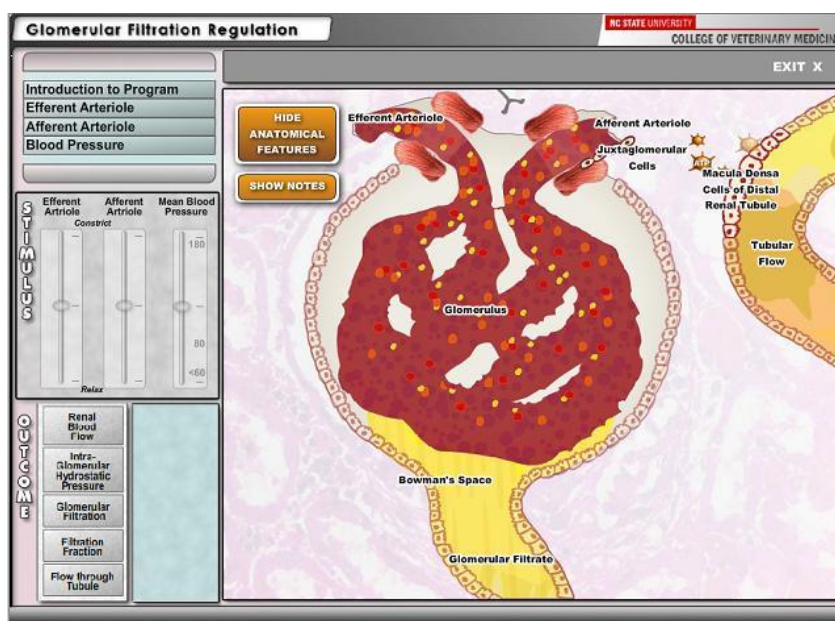 Glomerular Filtration Regulation
NC STATE UNIVERSITY
COLLEGE OF VETERINARY MEDICIN
EXIT X
Introduction to Program
Efferent Arteriole
Afferent Arteriole
Blood Pressure
STIMULUS
Efferent
Artriole
Afferent
Artriole
Mean Blood
Pressure
Constrict
180
80
<60
Relax
OUTCOME
Renal
Blood
Flow
Intra-
Glomerular
Hydrostatic
Pressure
Glomerular
Filtration
Filtration
Fraction
Flow through
Tubule
HIDE
ANATOMICAL
FEATURES
SHOW NOTES
Efferent Arteriole
Afferent Arteriole
Juxtaglomerular
Cells
ATP
Macula Densa
Cells of Distal
Renal Tubule
Tubular
Flow
Glomerulus
Bowman's Space
Glomerular Filtrate